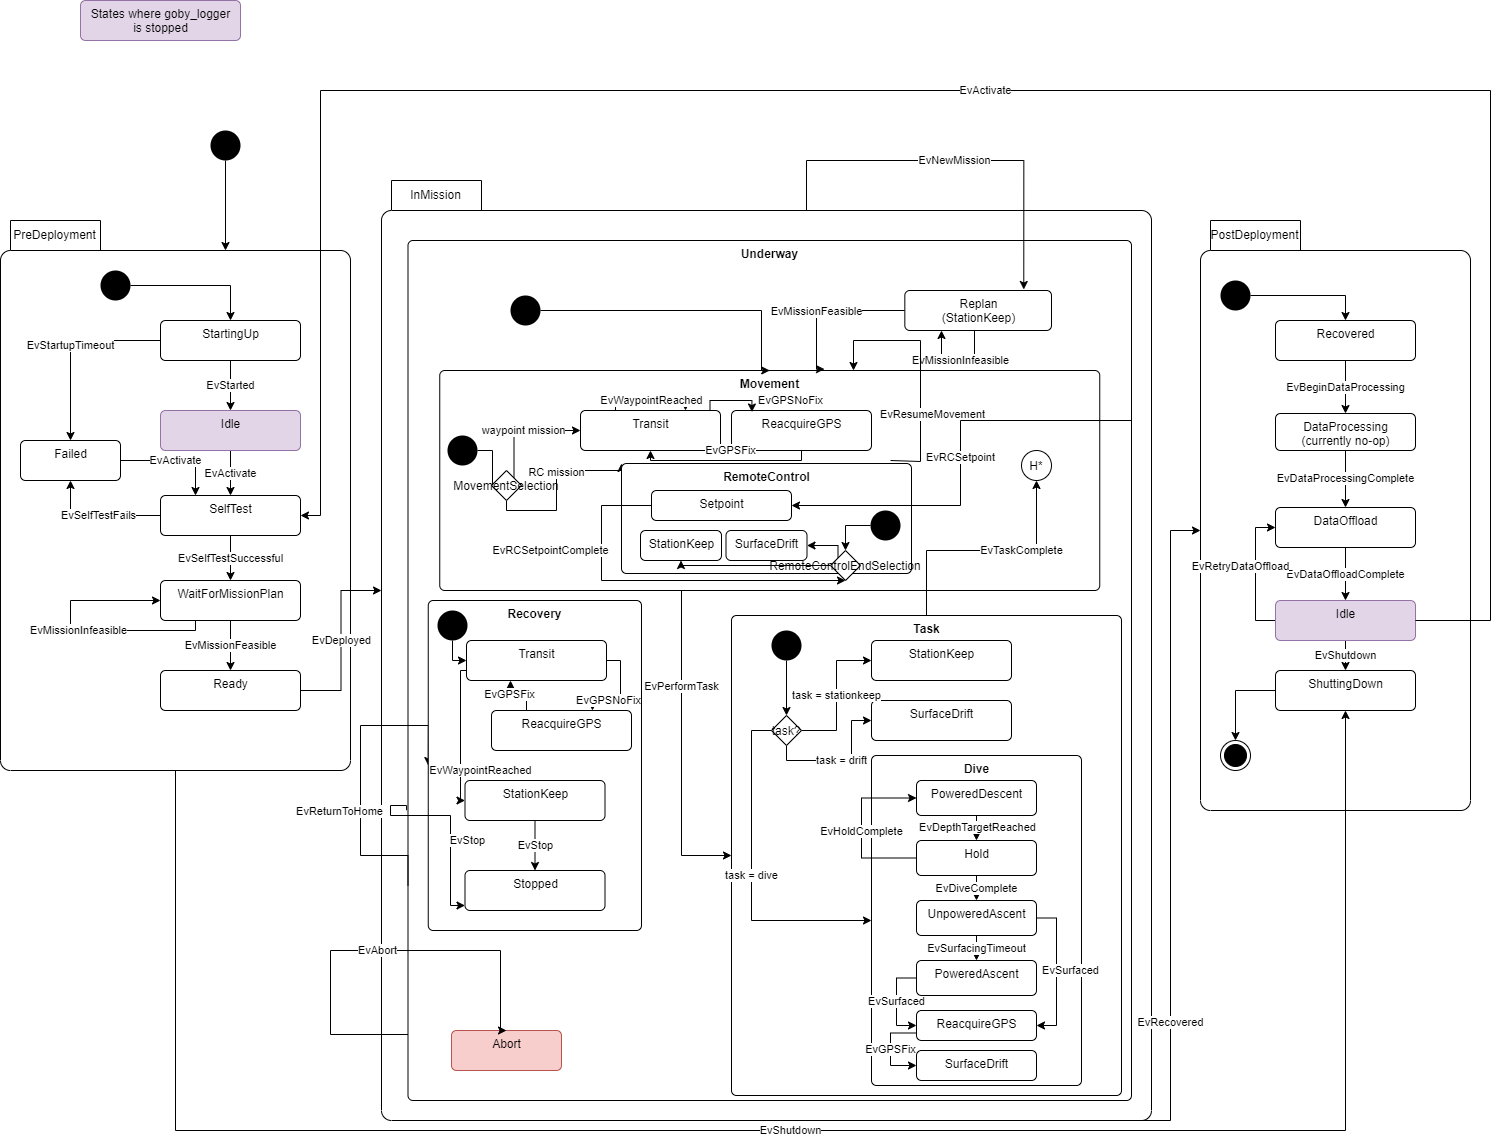 States where goby_logger
is stopped
EvActivate
EvNewMission
InMission
PreDeployment
PostDeployment
Underway
StartingUp
EvStartupTimeout
EvStarted
Idle
Failed
EvActivate
EvActivate
SelfTest
EvSelfTestFails
EvSelfTestSuccessful
WaitForMissionPlan
EvMissionInfeasible
EvMissionFeasible
Ready
EvDeployed
Replan
(StationKeep)
EvMissionFeasible
EvMissionInfeasible
Movement
EvWaypointReached
EvGPSNoFix
Transit
ReacquireGPS
EvResumeMovement
waypoint mission
EvGPSFix
EvRCSetpoint
H*
RC mission
MovementSelection
RemoteControl
Setpoint
StationKeep
SurfaceDrift
EvRCSetpointComplete
RemoteControlEndSelection
EvTaskComplete
Recovery
Transit
EvGPSFix
EvGPSNoFix
ReacquireGPS
EvWaypointReached
StationKeep
EvReturnToHome
EvStop
EvStop
Stopped
EvPerformTask
Task
StationKeep
task = stationkeep
SurfaceDrift
task?
task = drift
Dive
PoweredDescent
EvHoldComplete
EvDepthTargetReached
Hold
task = dive
EvDiveComplete
UnpoweredAscent
EvSurfacingTimeout
EvSurfaced
PoweredAscent
EvSurfaced
ReacquireGPS
EvGPSFix
SurfaceDrift
EvAbort
Abort
EvRecovered
EvShutdown
Recovered
EvBeginDataProcessing
DataProcessing
(currently no-op)
EvDataProcessingComplete
DataOffload
EvRetryDataOffload
EvDataOffloadComplete
Idle
EvShutdown
ShuttingDown